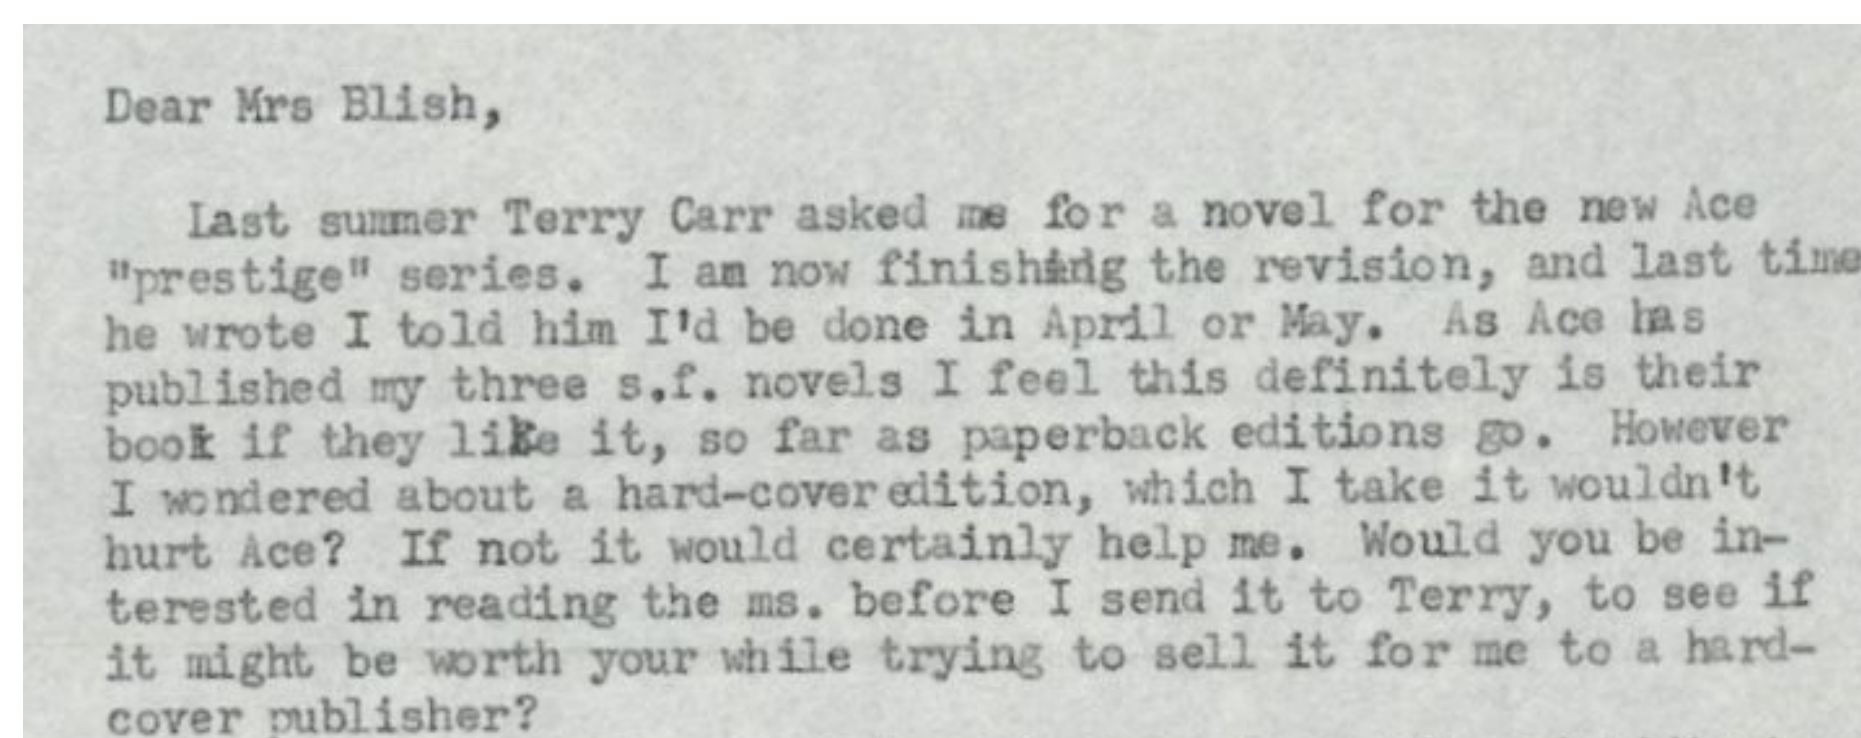 Dear Mrs Blish,
Last summer Terry Carr asked me for a novel for the new Ace
"prestige" series. I am now finishing the revision, and last time
he wrote I told him I'd be done in April or May. As Ace has
published my three s.f. novels I feel this definitely is their
book if they like it, so far as paperback editions go. However
I wondered about a hard-cover edition, which I take it wouldn't
hurt Ace? If not it would certainly help me. Would you be in-
terested in reading the ms. before I send it to Terry, to see if
it might be worth your while trying to sell it for me to a hard-
cover publisher?